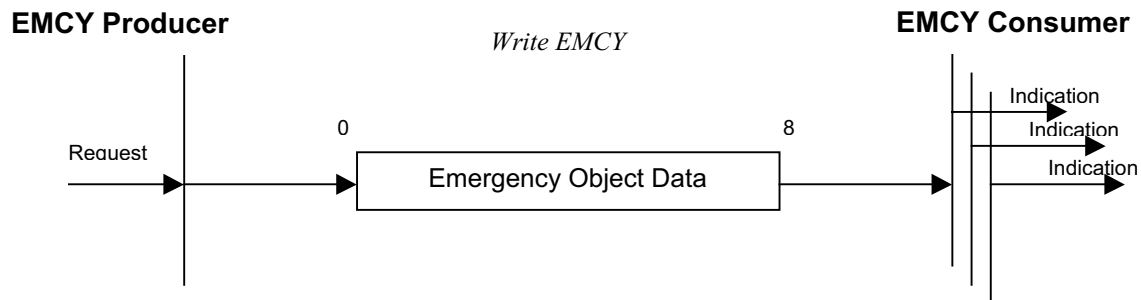 EMCY Producer
Write EMCY
EMCY Consumer
Indication
0
8
Indication
Request
Emergency Object Data
Indication